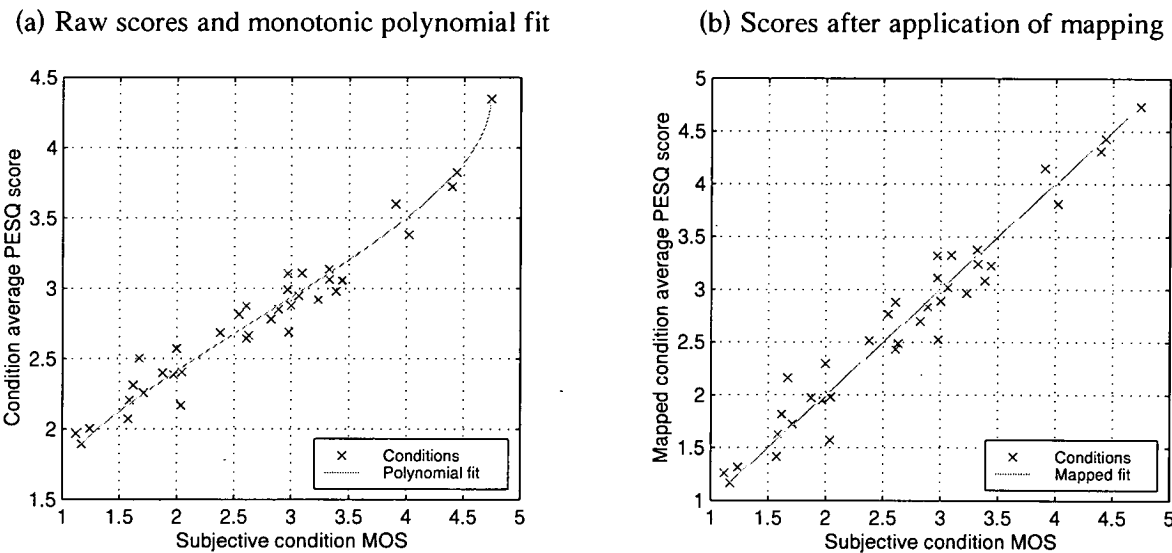 (a) Raw scores and monotonic polynomial fit
4.5
4
3.5
3
2.5
2
1.5
Condition average PESQ score
1 1.5 2 2.5 3 3.5 4 4.5 5
Subjective condition MOS
× Conditions
Polynomial fit
(b) Scores after application of mapping
5
4.5
4
3.5
3
2.5
2
1.5
1
Mapped condition average PESQ score
1 1.5 2 2.5 3 3.5 4 4.5 5
Subjective condition MOS
× Conditions
Mapped fit